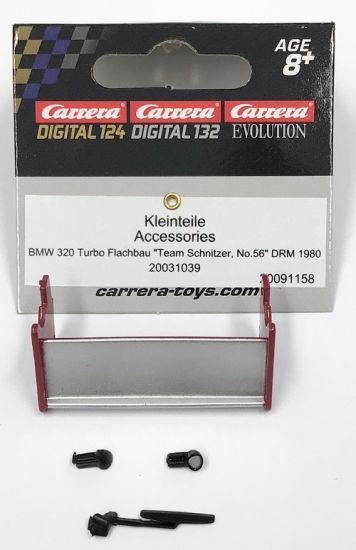 AGE
8+
Carrera Carrera Carrera
DIGITAL 124 DIGITAL 132 EVOLUTION
Kleinteile
Accessories
BMW 320 Turbo Flachbau "Team Schnitzer, No.56" DRM 1980
20031039
0091158
carrera-toys.com